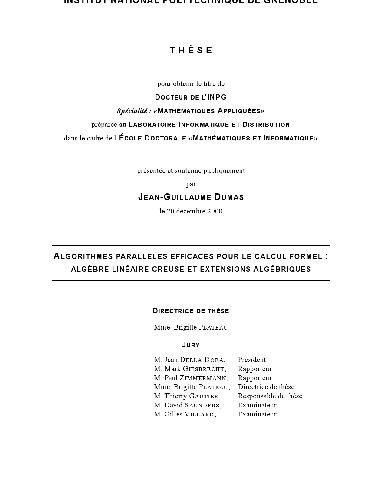 INSTITUT NATIONAL POLYTECHNIQUE DE GRENOBLE
THÈSE
pour obtenir le titre de
DOCTEUR DE L'INPG
Spécialité : «MATHÉMATIQUES APPLIQUÉES»
préparée au LABORATOIRE INFORMATIQUE ET DISTRIBUTION
dans le cadre de l'ÉCOLE DOCTORALE «MATHÉMATIQUES ET INFORMATIQUE»
présentée et soutenue publiquement
par
JEAN-GUILLAUME DUMAS
le 20 décembre 2000
ALGORITHMES PARALLÈLES EFFICACES POUR LE CALCUL FORMEL :
ALGÈBRE LINÉAIRE CREUSE ET EXTENSIONS ALGÉBRIQUES
DIRECTRICE DE THÈSE
Mme. Brigitte PLATEAU
JURY
M. Jean DELLA DORA, Président
M. Mark GIESBRECHT, Rapporteur
M. Paul ZIMMERMANN, Rapporteur
Mme. Brigitte PLATEAU, Directrice de thèse
M. Thierry GAUTIER, Responsable de thèse
M. David SAUNDERS, Examinateur
M. Gilles VILLARD, Examinateur